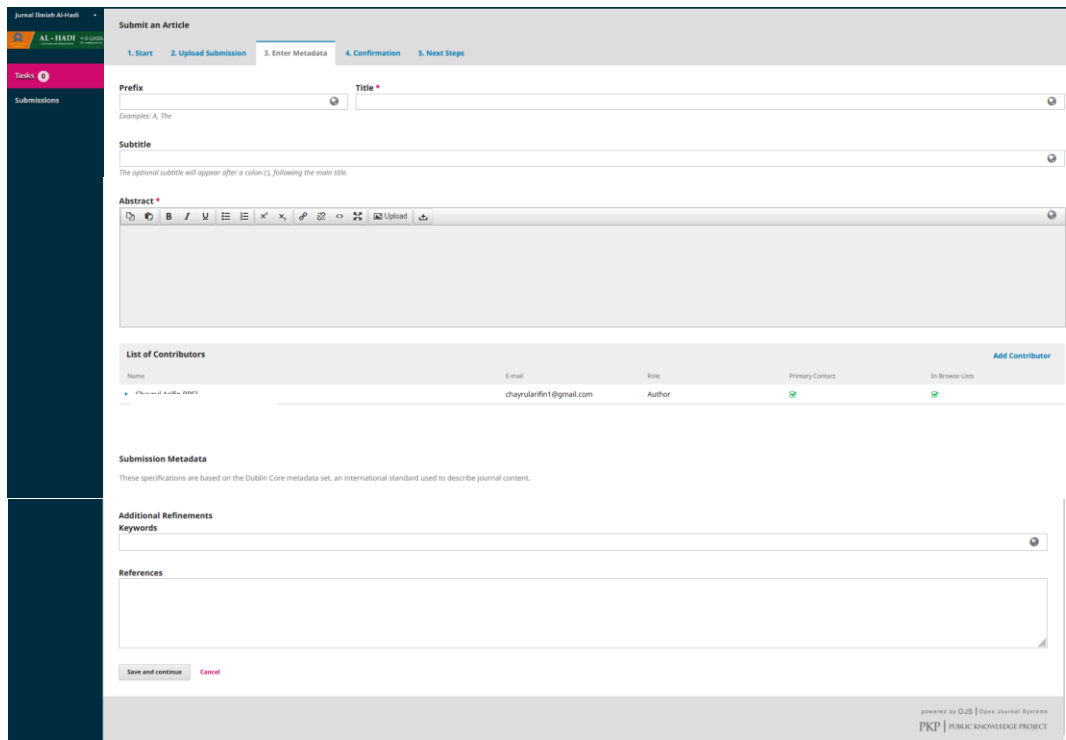 Jurnal Ilmiah Al-Hadi
Submit an Article
AL - HADI
1. Start 2. Upload Submission 3. Enter Metadata 4. Confirmation 5. Next Steps
Tasks 0
Submissions
Prefix Title *
Examples: A, The
Subtitle
The optional subtitle will appear after a colon (:), following the main title.
Abstract *
B I U x² x₂ Upload
List of Contributors Add Contributor
Name E-mail Role Primary Contact In Browse Lists
chayrularifin1@gmail.com Author
Submission Metadata
These specifications are based on the Dublin Core metadata set, an international standard used to describe journal content.
Additional Refinements
Keywords
References
Save and continue Cancel
powered by OJS | Open Journal Systems
PKP | PUBLIC KNOWLEDGE PROJECT